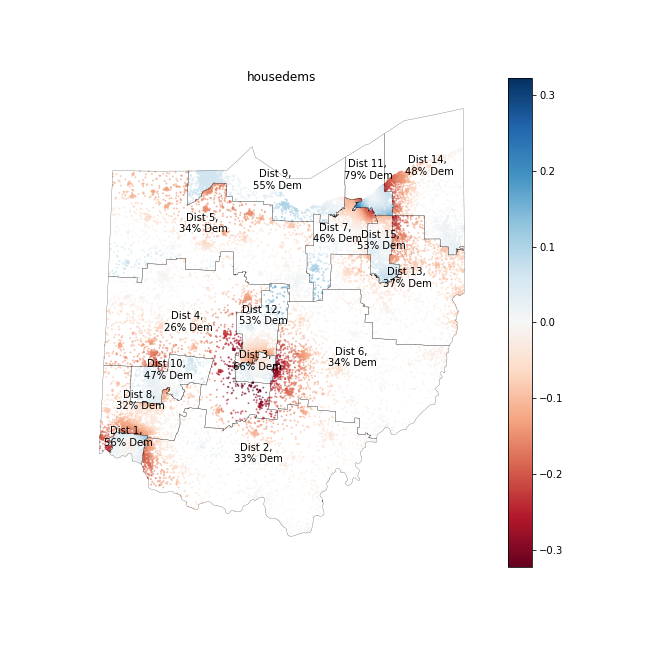 housedems
Dist 11,
79% Dem
Dist 14,
48% Dem
Dist 9,
55% Dem
Dist 5,
34% Dem
Dist 7,
46% Dem
Dist 15,
53% Dem
Dist 13,
37% Dem
Dist 12,
53% Dem
Dist 4,
26% Dem
Dist 3,
66% Dem
Dist 6,
34% Dem
Dist 10,
47% Dem
Dist 8,
32% Dem
Dist 1,
56% Dem
Dist 2,
33% Dem
0.3
0.2
0.1
0.0
−0.1
−0.2
−0.3